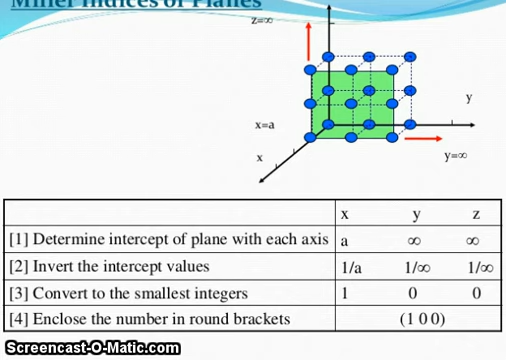 Miller Indices of Planes
z=∞
y
x=a
x
y=∞
x y z
[1] Determine intercept of plane with each axis a ∞ ∞
[2] Invert the intercept values 1/a 1/∞ 1/∞
[3] Convert to the smallest integers 1 0 0
[4] Enclose the number in round brackets (1 0 0)
Screencast-O-Matic.com